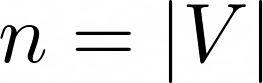 n = |V|